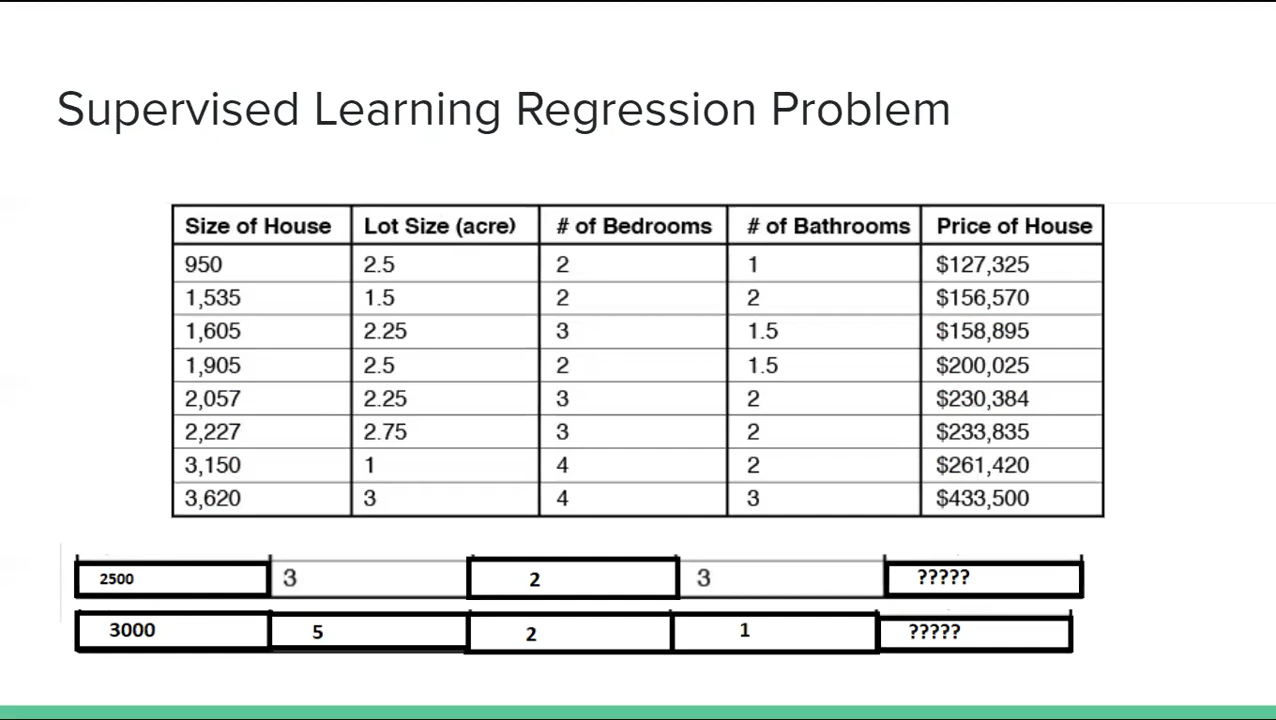 Supervised Learning Regression Problem
Size of House Lot Size (acre) # of Bedrooms # of Bathrooms Price of House
950 2.5 2 1 $127,325
1,535 1.5 2 2 $156,570
1,605 2.25 3 1.5 $158,895
1,905 2.5 2 1.5 $200,025
2,057 2.25 3 2 $230,384
2,227 2.75 3 2 $233,835
3,150 1 4 2 $261,420
3,620 3 4 3 $433,500
2500 3 2 3 ?????
3000 5 2 1 ?????